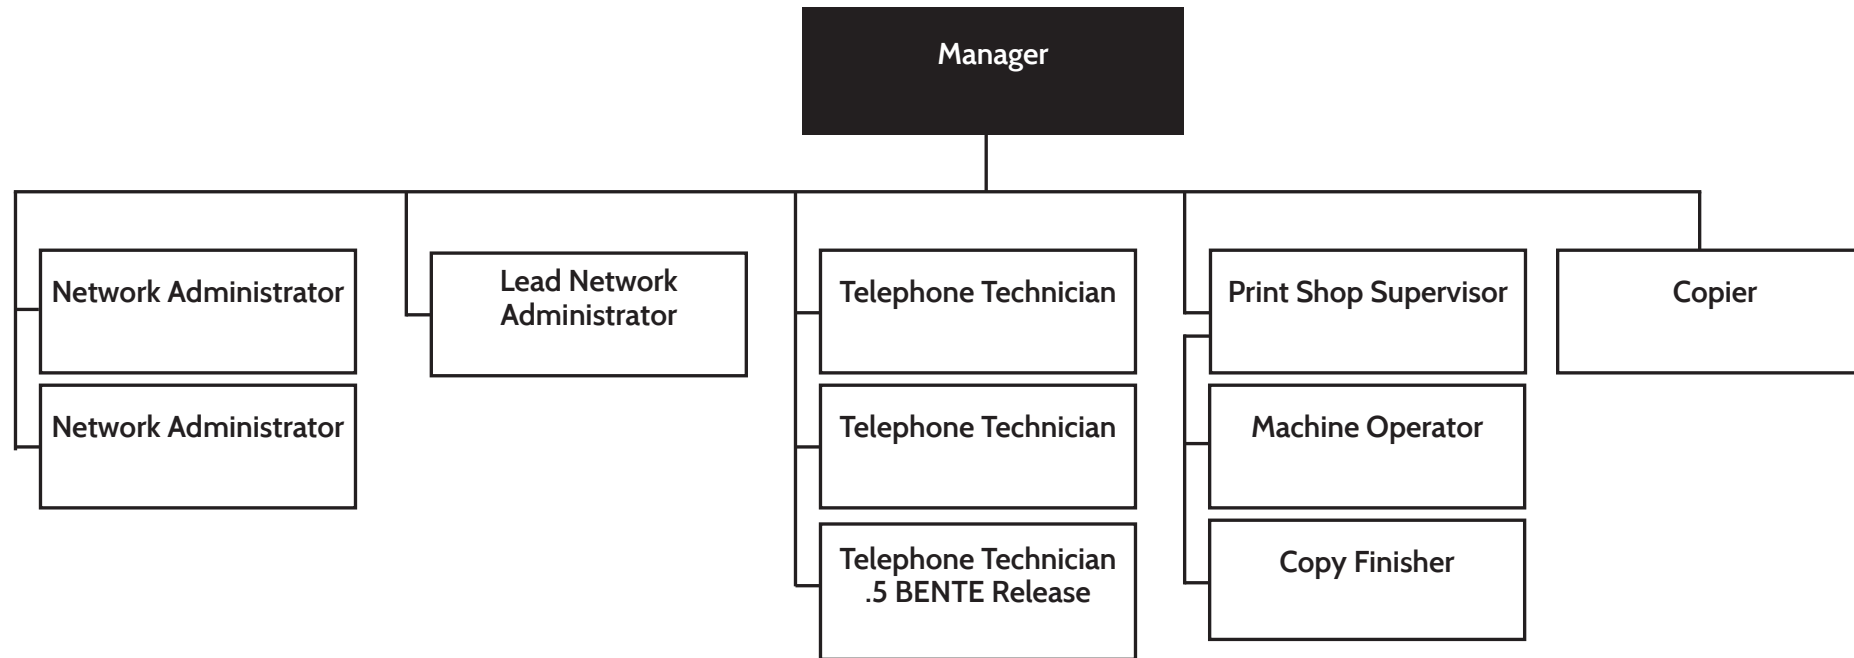 Manager
Network Administrator
Lead Network
Administrator
Telephone Technician
Print Shop Supervisor
Copier
Network Administrator
Telephone Technician
Machine Operator
Telephone Technician
.5 BENTE Release
Copy Finisher